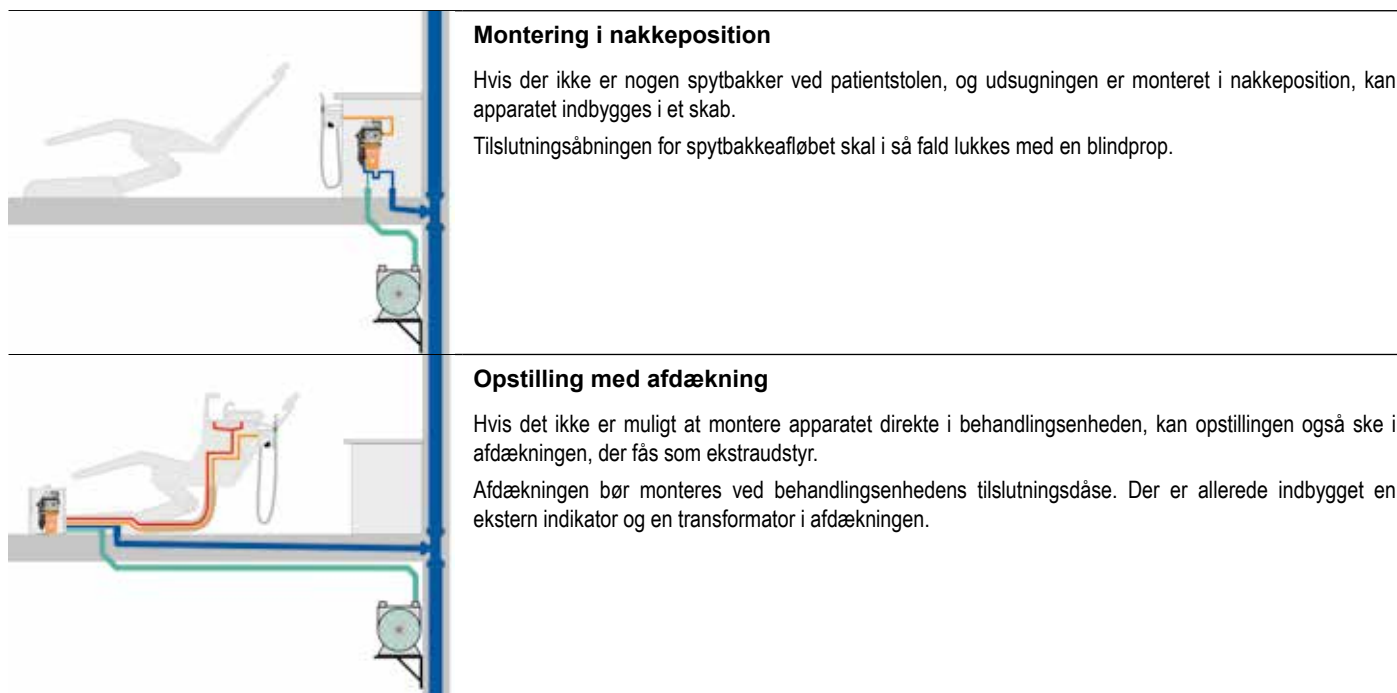 Montering i nakkeposition
Hvis der ikke er nogen spytbakker ved patientstolen, og udsugningen er monteret i nakkeposition, kan
apparatet indbygges i et skab.
Tilslutningsåbningen for spytbakkeafløbet skal i så fald lukkes med en blindprop.
Opstilling med afdækning
Hvis det ikke er muligt at montere apparatet direkte i behandlingsenheden, kan opstillingen også ske i
afdækningen, der fås som ekstraudstyr.
Afdækningen bør monteres ved behandlingsenhedens tilslutningsdåse. Der er allerede indbygget en
ekstern indikator og en transformator i afdækningen.